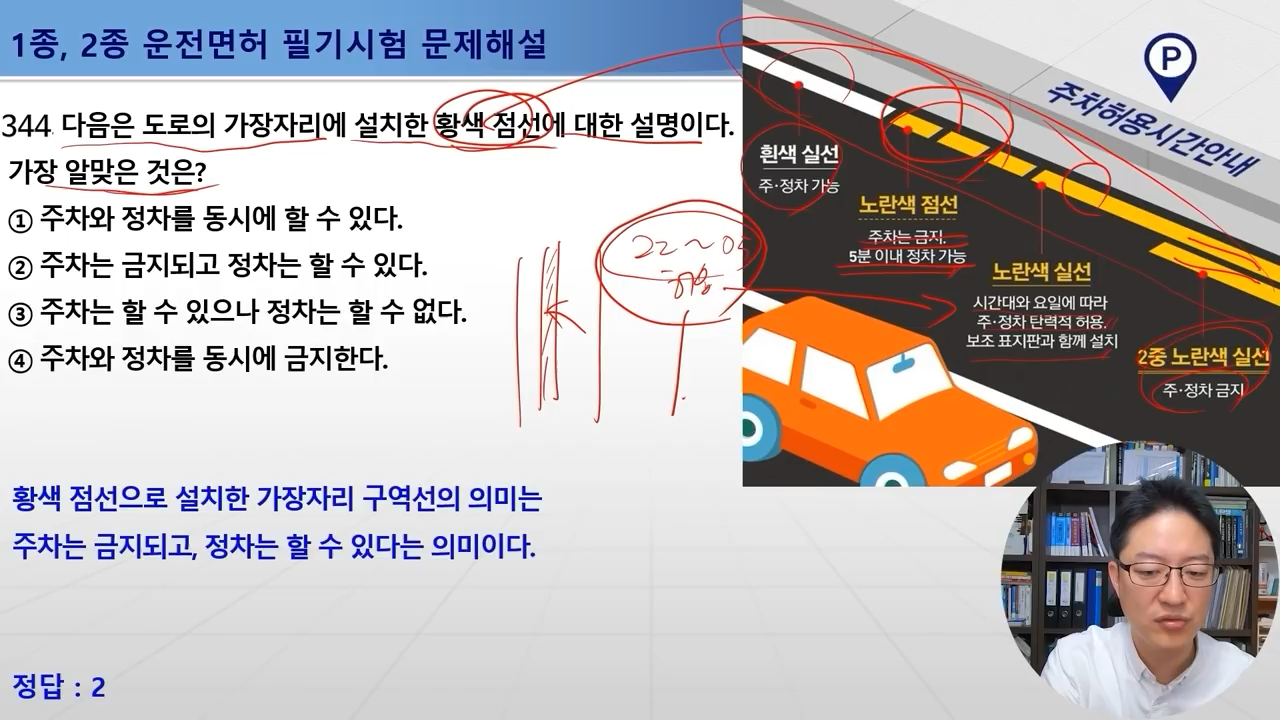 1종, 2종 운전면허 필기시험 문제해설
344. 다음은 도로의 가장자리에 설치한 황색 점선에 대한 설명이다.
가장 알맞은 것은?
① 주차와 정차를 동시에 할 수 있다.
② 주차는 금지되고 정차는 할 수 있다.
③ 주차는 할 수 있으나 정차는 할 수 없다.
④ 주차와 정차를 동시에 금지한다.
22 ~ 05
허용
황색 점선으로 설치한 가장자리 구역선의 의미는
주차는 금지되고, 정차는 할 수 있다는 의미이다.
정답 : 2
P
주차허용시간안내
흰색 실선
주·정차 가능
노란색 점선
주차는 금지.
5분 이내 정차 가능
노란색 실선
시간대와 요일에 따라
주·정차 탄력적 허용.
보조 표지판과 함께 설치
2중 노란색 실선
주·정차 금지